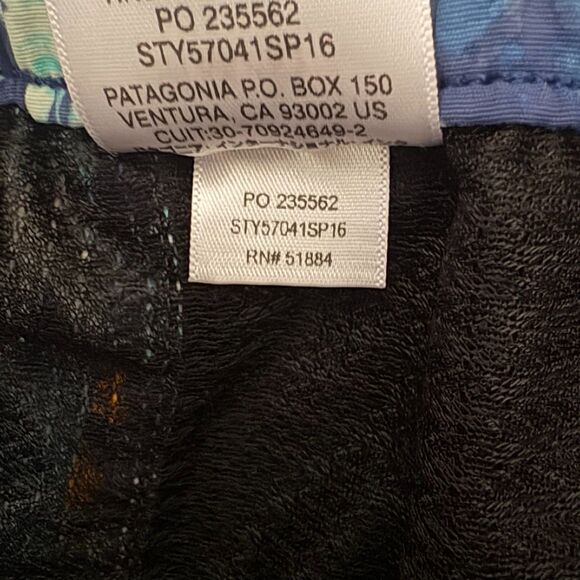 PO 235562
STY57041SP16
PATAGONIA P.O. BOX 150
VENTURA, CA 93002 US
CUIT:30-70924649-2
PO 235562
STY57041SP16
RN# 51884